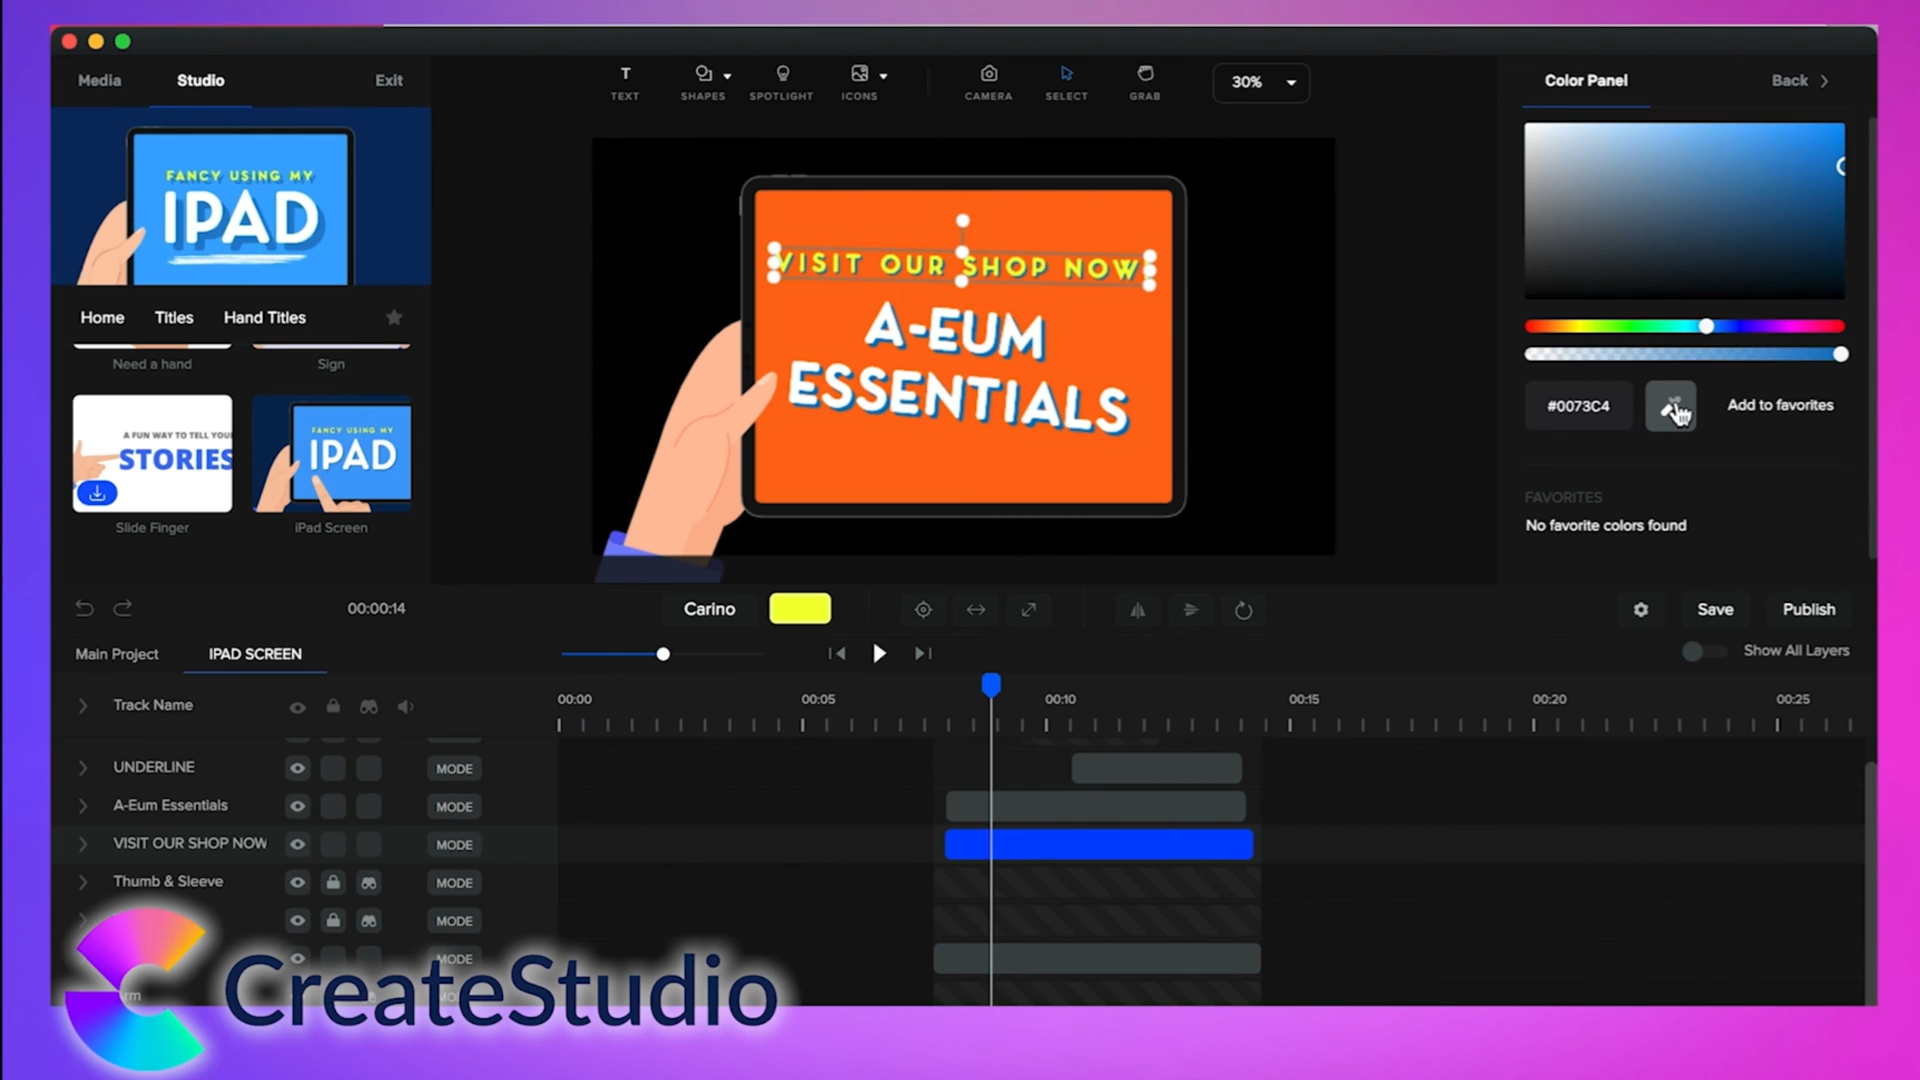 Media Studio Exit
TEXT SHAPES SPOTLIGHT ICONS CAMERA SELECT GRAB 30%
Color Panel Back
FANCY USING MY
IPAD
VISIT OUR SHOP NOW
A-EUM
ESSENTIALS
Home Titles Hand Titles
Need a hand Sign
A FUN WAY TO TELL YOU
STORIES
FANCY USING MY
IPAD
Slide Finger iPad Screen
#0073C4 Add to favorites
FAVORITES
No favorite colors found
00:00:14 Carino Save Publish
Main Project IPAD SCREEN Show All Layers
Track Name 00:00 00:05 00:10 00:15 00:20 00:25
UNDERLINE MODE
A-Eum Essentials MODE
VISIT OUR SHOP NOW MODE
Thumb & Sleeve MODE
MODE
MODE
CreateStudio